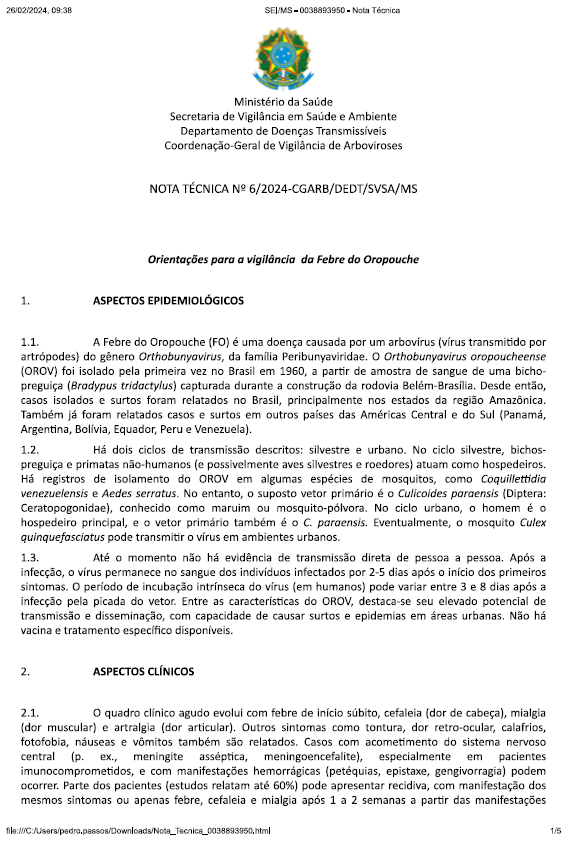 26/02/2024, 09:38
SEI/MS - 0038893950 - Nota Técnica
Ministério da Saúde
Secretaria de Vigilância em Saúde e Ambiente
Departamento de Doenças Transmissíveis
Coordenação-Geral de Vigilância de Arboviroses
NOTA TÉCNICA Nº 6/2024-CGARB/DEDT/SVSA/MS
Orientações para a vigilância da Febre do Oropouche
1. ASPECTOS EPIDEMIOLÓGICOS
1.1. A Febre do Oropouche (FO) é uma doença causada por um arbovírus (vírus transmitido por
artrópodes) do gênero Orthobunyavirus, da família Peribunyaviridae. O Orthobunyavirus oropoucheense
(OROV) foi isolado pela primeira vez no Brasil em 1960, a partir de amostra de sangue de uma bicho-
preguiça (Bradypus tridactylus) capturada durante a construção da rodovia Belém-Brasília. Desde então,
casos isolados e surtos foram relatados no Brasil, principalmente nos estados da região Amazônica.
Também já foram relatados casos e surtos em outros países das Américas Central e do Sul (Panamá,
Argentina, Bolívia, Equador, Peru e Venezuela).
1.2. Há dois ciclos de transmissão descritos: silvestre e urbano. No ciclo silvestre, bichos-
preguiça e primatas não-humanos (e possivelmente aves silvestres e roedores) atuam como hospedeiros.
Há registros de isolamento do OROV em algumas espécies de mosquitos, como Coquillettidia
venezuelensis e Aedes serratus. No entanto, o suposto vetor primário é o Culicoides paraensis (Diptera:
Ceratopogonidae), conhecido como maruim ou mosquito-pólvora. No ciclo urbano, o homem é o
hospedeiro principal, e o vetor primário também é o C. paraensis. Eventualmente, o mosquito Culex
quinquefasciatus pode transmitir o vírus em ambientes urbanos.
1.3. Até o momento não há evidência de transmissão direta de pessoa a pessoa. Após a
infecção, o vírus permanece no sangue dos indivíduos infectados por 2-5 dias após o início dos primeiros
sintomas. O período de incubação intrínseca do vírus (em humanos) pode variar entre 3 e 8 dias após a
infecção pela picada do vetor. Entre as características do OROV, destaca-se seu elevado potencial de
transmissão e disseminação, com capacidade de causar surtos e epidemias em áreas urbanas. Não há
vacina e tratamento específico disponíveis.
2. ASPECTOS CLÍNICOS
2.1. O quadro clínico agudo evolui com febre de início súbito, cefaleia (dor de cabeça), mialgia
(dor muscular) e artralgia (dor articular). Outros sintomas como tontura, dor retro-ocular, calafrios,
fotofobia, náuseas e vômitos também são relatados. Casos com acometimento do sistema nervoso
central (p. ex., meningite asséptica, meningoencefalite), especialmente em pacientes
imunocomprometidos, e com manifestações hemorrágicas (petéquias, epistaxe, gengivorragia) podem
ocorrer. Parte dos pacientes (estudos relatam até 60%) pode apresentar recidiva, com manifestação dos
mesmos sintomas ou apenas febre, cefaleia e mialgia após 1 a 2 semanas a partir das manifestações
file:///C:/Users/pedro.passos/Downloads/Nota_Tecnica_0038893950.html
1/5